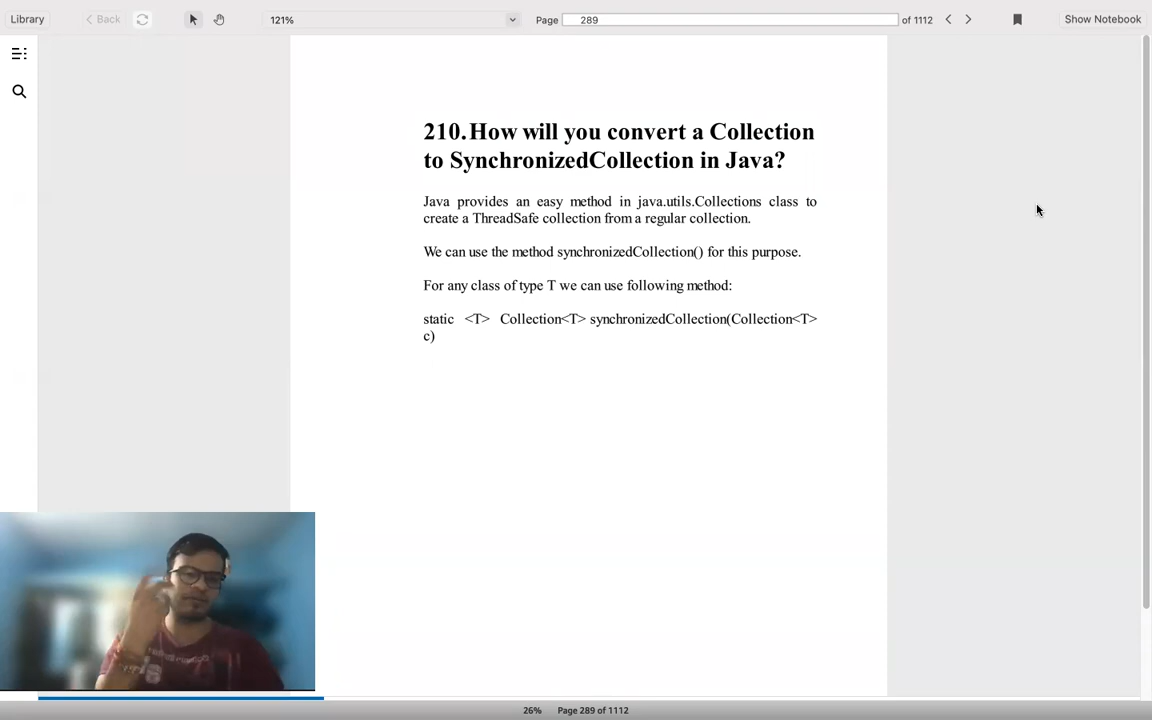 Library
Back
121%
Page 289 of 1112
Show Notebook
210. How will you convert a Collection
to SynchronizedCollection in Java?
Java provides an easy method in java.utils.Collections class to
create a ThreadSafe collection from a regular collection.
We can use the method synchronizedCollection() for this purpose.
For any class of type T we can use following method:
static <T> Collection<T> synchronizedCollection(Collection<T>
c)
26% Page 289 of 1112